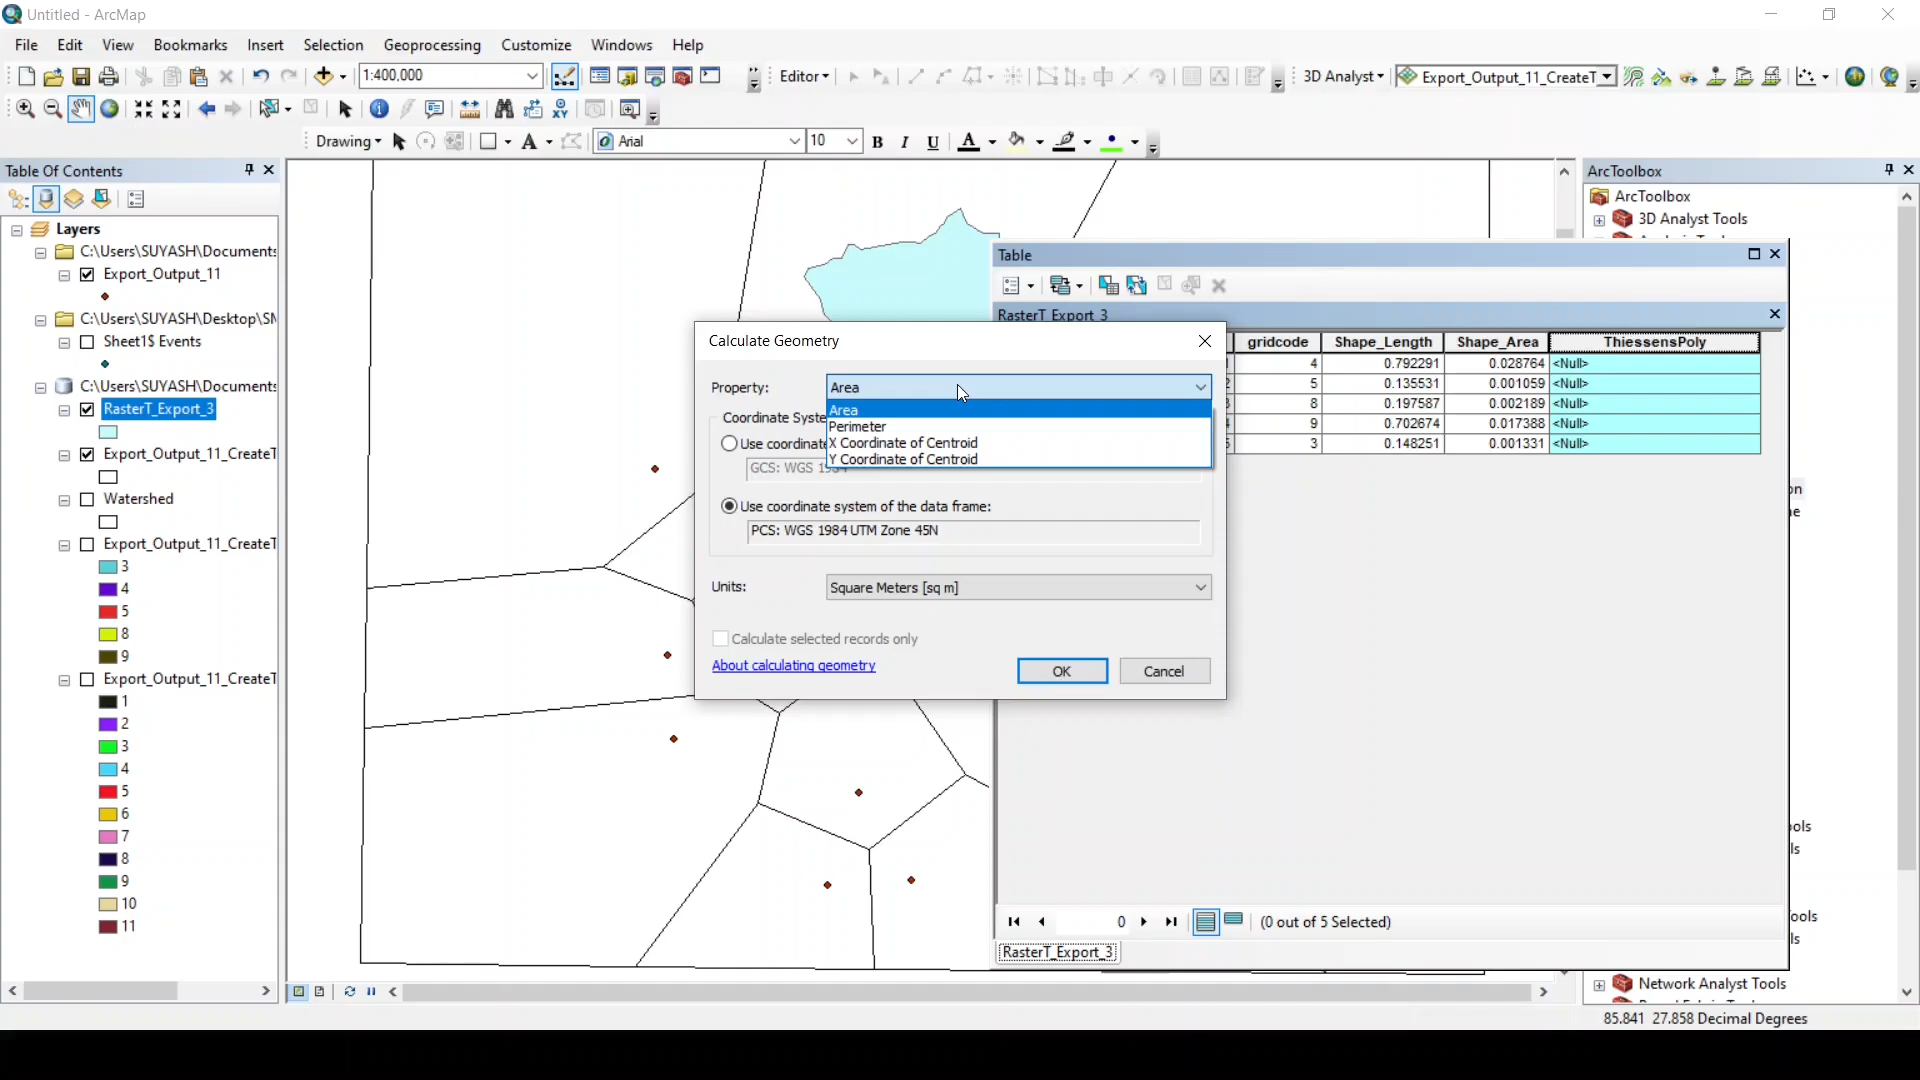 Untitled - ArcMap
File Edit View Bookmarks Insert Selection Geoprocessing Customize Windows Help
1:400,000
Editor
3D Analyst
Export_Output_11_CreateT
Drawing
Arial
10
B I U A
Table Of Contents
Layers
C:\Users\SUYASH\Documents
Export_Output_11
C:\Users\SUYASH\Desktop\SM
Sheet1$ Events
C:\Users\SUYASH\Documents
RasterT_Export_3
Export_Output_11_CreateT
Watershed
Export_Output_11_CreateT
3
4
5
8
9
Export_Output_11_CreateT
1
2
3
4
5
6
7
8
9
10
11
Calculate Geometry
Property: Area
Area
Perimeter
X Coordinate of Centroid
Y Coordinate of Centroid
Coordinate Syste
Use coordinate
GCS: WGS 1984
Use coordinate system of the data frame:
PCS: WGS 1984 UTM Zone 45N
Units: Square Meters [sq m]
Calculate selected records only
About calculating geometry
OK Cancel
Table
RasterT_Export_3
gridcode Shape_Length Shape_Area ThiessensPoly
4 0.792291 0.028764 <Null>
5 0.135531 0.001059 <Null>
8 0.197587 0.002189 <Null>
9 0.702674 0.017388 <Null>
3 0.148251 0.001331 <Null>
0 (0 out of 5 Selected)
RasterT_Export_3
ArcToolbox
ArcToolbox
3D Analyst Tools
on
e
ools
ls
ools
ls
Network Analyst Tools
85.841 27.858 Decimal Degrees